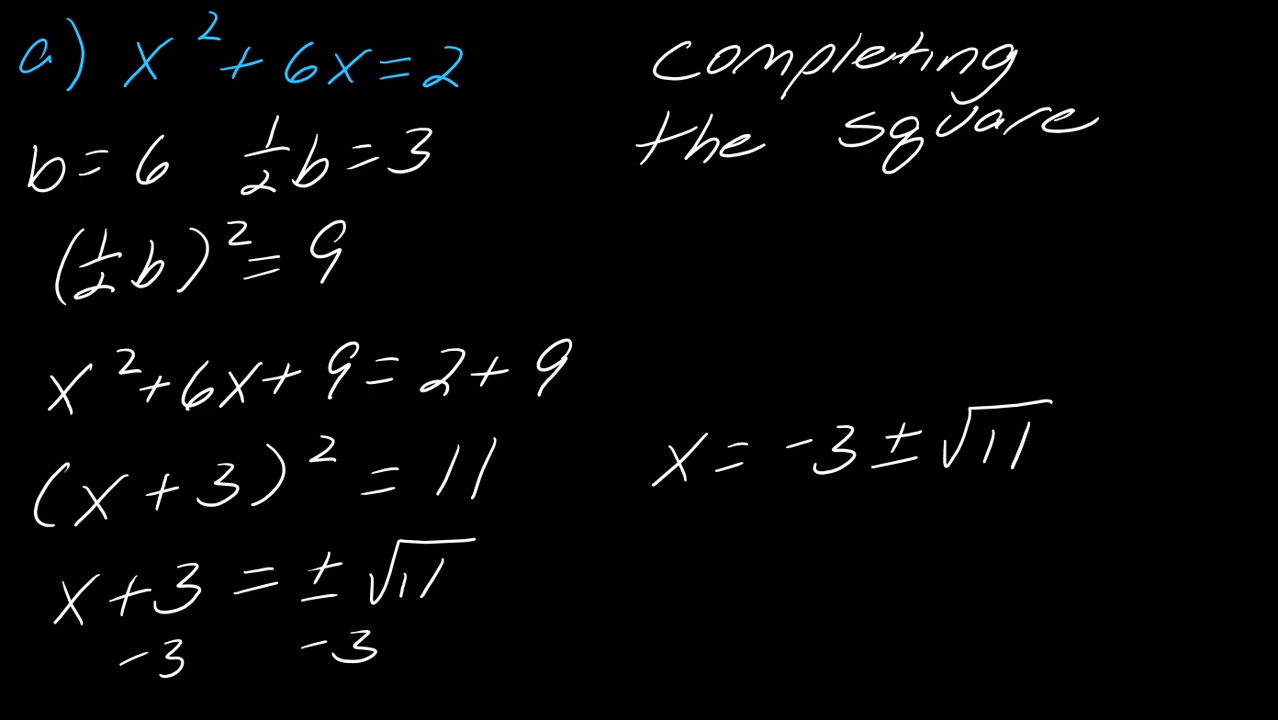 a) x² + 6x = 2
completing
the square
b = 6 ½b = 3
(½b)² = 9
x² + 6x + 9 = 2 + 9
(x + 3)² = 11
x + 3 = ± √11
-3 -3
x = -3 ± √11